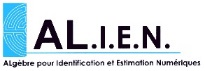 AL.I.E.N.
ALgèbre pour Identification et Estimation Numériques